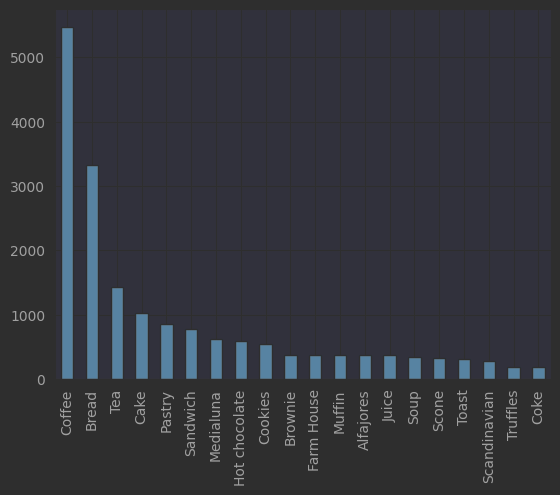 5000
4000
3000
2000
1000
0
Coffee
Bread
Tea
Cake
Pastry
Sandwich
Medialuna
Hot chocolate
Cookies
Brownie
Farm House
Muffin
Alfajores
Juice
Soup
Scone
Toast
Scandinavian
Truffles
Coke